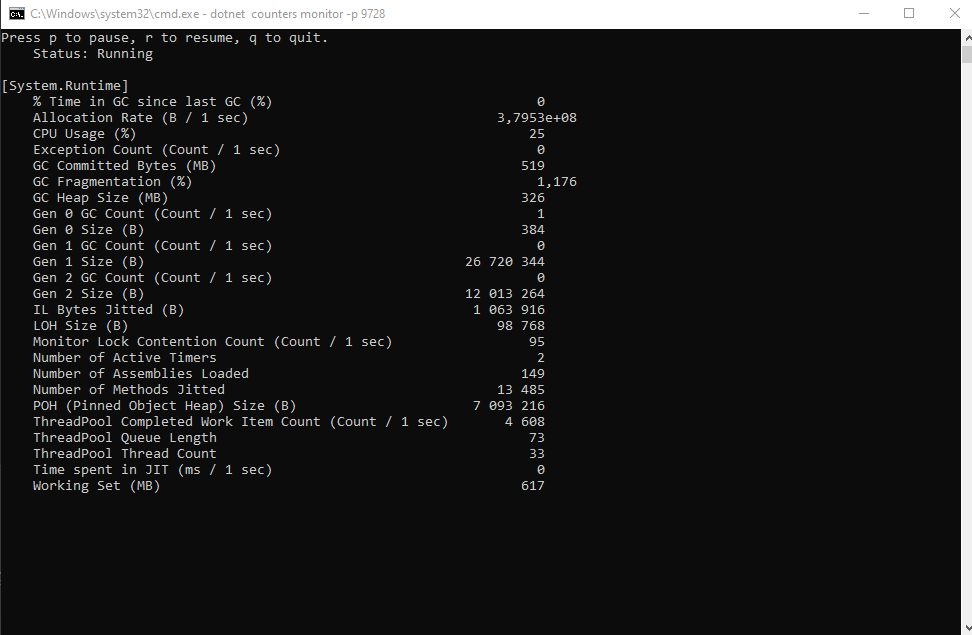 C:\Windows\system32\cmd.exe - dotnet  counters monitor -p 9728
Press p to pause, r to resume, q to quit.
    Status: Running

[System.Runtime]
    % Time in GC since last GC (%)                                 0
    Allocation Rate (B / 1 sec)                               3,7953e+08
    CPU Usage (%)                                                 25
    Exception Count (Count / 1 sec)                                0
    GC Committed Bytes (MB)                                      519
    GC Fragmentation (%)                                           1,176
    GC Heap Size (MB)                                            326
    Gen 0 GC Count (Count / 1 sec)                                 1
    Gen 0 Size (B)                                               384
    Gen 1 GC Count (Count / 1 sec)                                 0
    Gen 1 Size (B)                                        26 720 344
    Gen 2 GC Count (Count / 1 sec)                                 0
    Gen 2 Size (B)                                        12 013 264
    IL Bytes Jitted (B)                                    1 063 916
    LOH Size (B)                                              98 768
    Monitor Lock Contention Count (Count / 1 sec)                 95
    Number of Active Timers                                        2
    Number of Assemblies Loaded                                  149
    Number of Methods Jitted                                  13 485
    POH (Pinned Object Heap) Size (B)                      7 093 216
    ThreadPool Completed Work Item Count (Count / 1 sec)       4 608
    ThreadPool Queue Length                                       73
    ThreadPool Thread Count                                       33
    Time spent in JIT (ms / 1 sec)                                 0
    Working Set (MB)                                             617